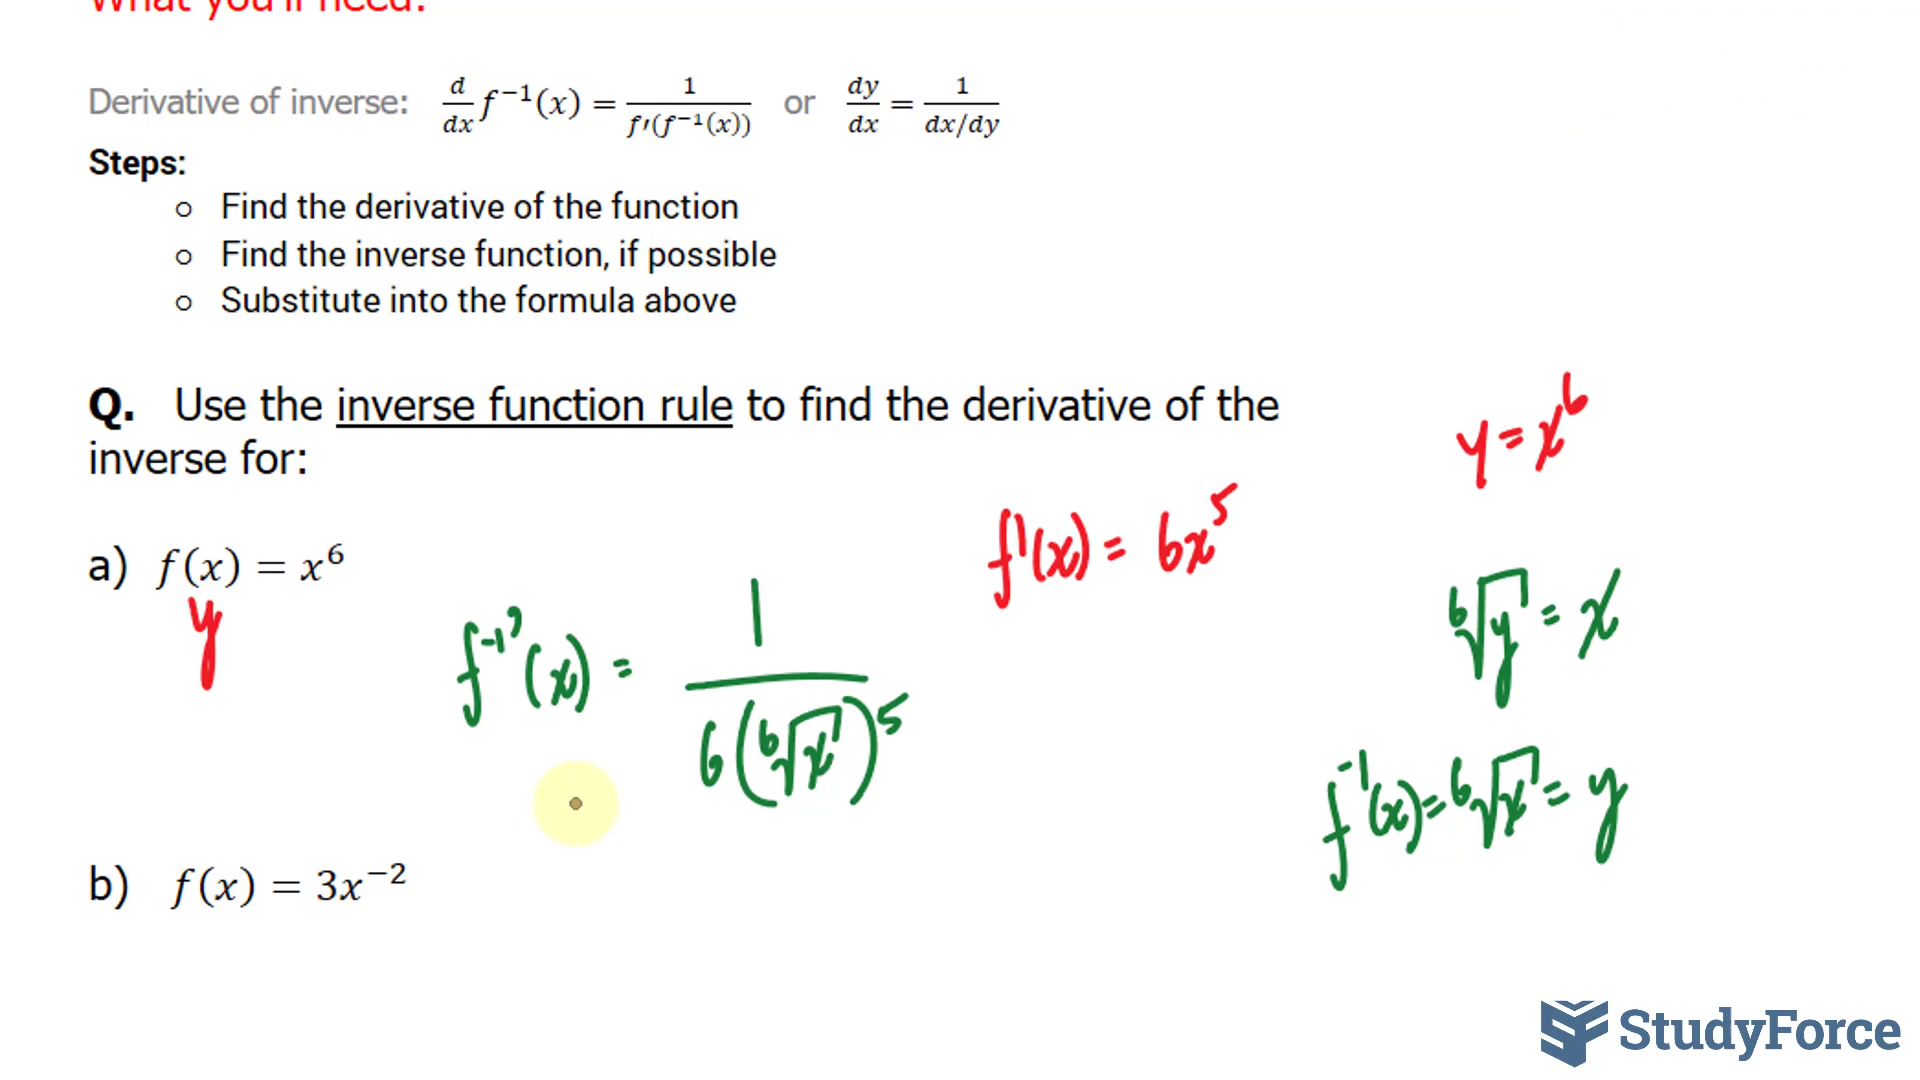 What you'll need:
Derivative of inverse: d/dx f⁻¹(x) = 1/f′(f⁻¹(x)) or dy/dx = 1/dx/dy
Steps:
○ Find the derivative of the function
○ Find the inverse function, if possible
○ Substitute into the formula above
Q. Use the inverse function rule to find the derivative of the
inverse for:
y = x⁶
f'(x) = 6x⁵
a) f(x) = x⁶
y
f⁻¹'(x) = 1/6(⁶√x)⁵
⁶√y = x
f⁻¹(x) = ⁶√x = y
b) f(x) = 3x⁻²
StudyForce